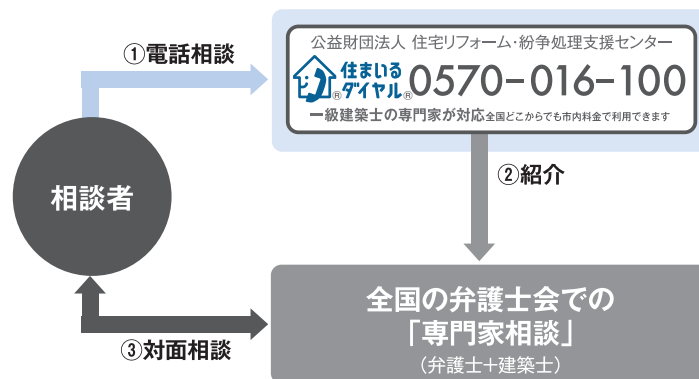 ①電話相談
公益財団法人 住宅リフォーム・紛争処理支援センター
住まいる
ダイヤル
®
®
0570-016-100
一級建築士の専門家が対応全国どこからでも市内料金で利用できます
②紹介
相談者
全国の弁護士会での
「専門家相談」
（弁護士＋建築士）
③対面相談